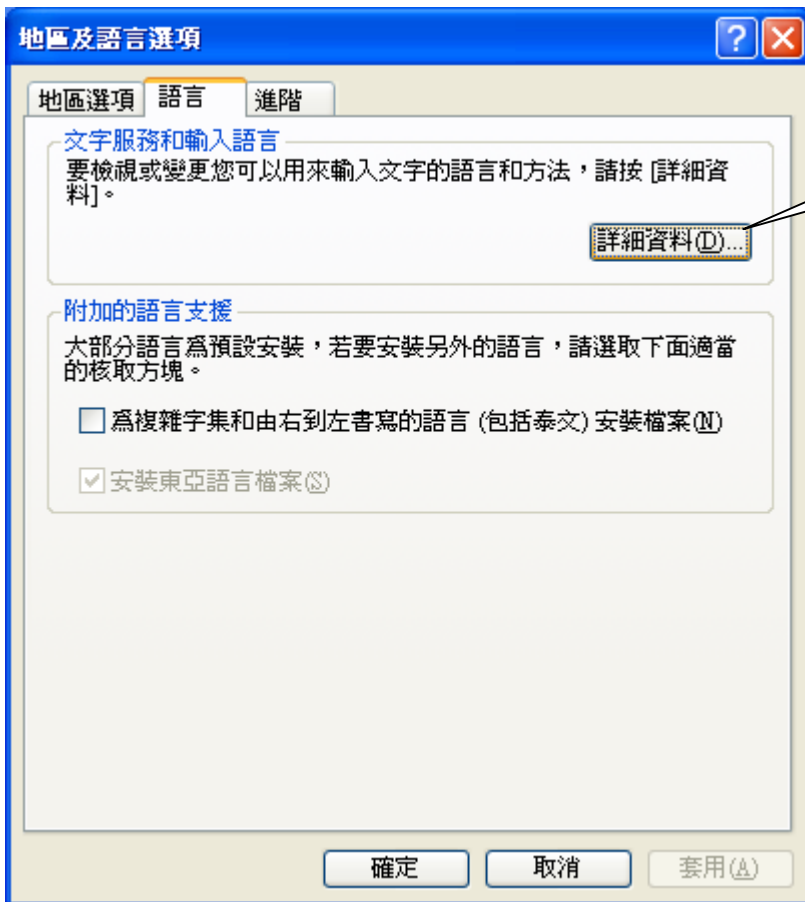 地區及語言選項
地區選項 語言 進階
文字服務和輸入語言
要檢視或變更您可以用來輸入文字的語言和方法，請按 [詳細資
料]。
詳細資料(D)...
附加的語言支援
大部分語言為預設安裝，若要安裝另外的語言，請選取下面適當
的核取方塊。
為複雜字集和由右到左書寫的語言 (包括泰文) 安裝檔案(N)
安裝東亞語言檔案(S)
確定 取消 套用(A)